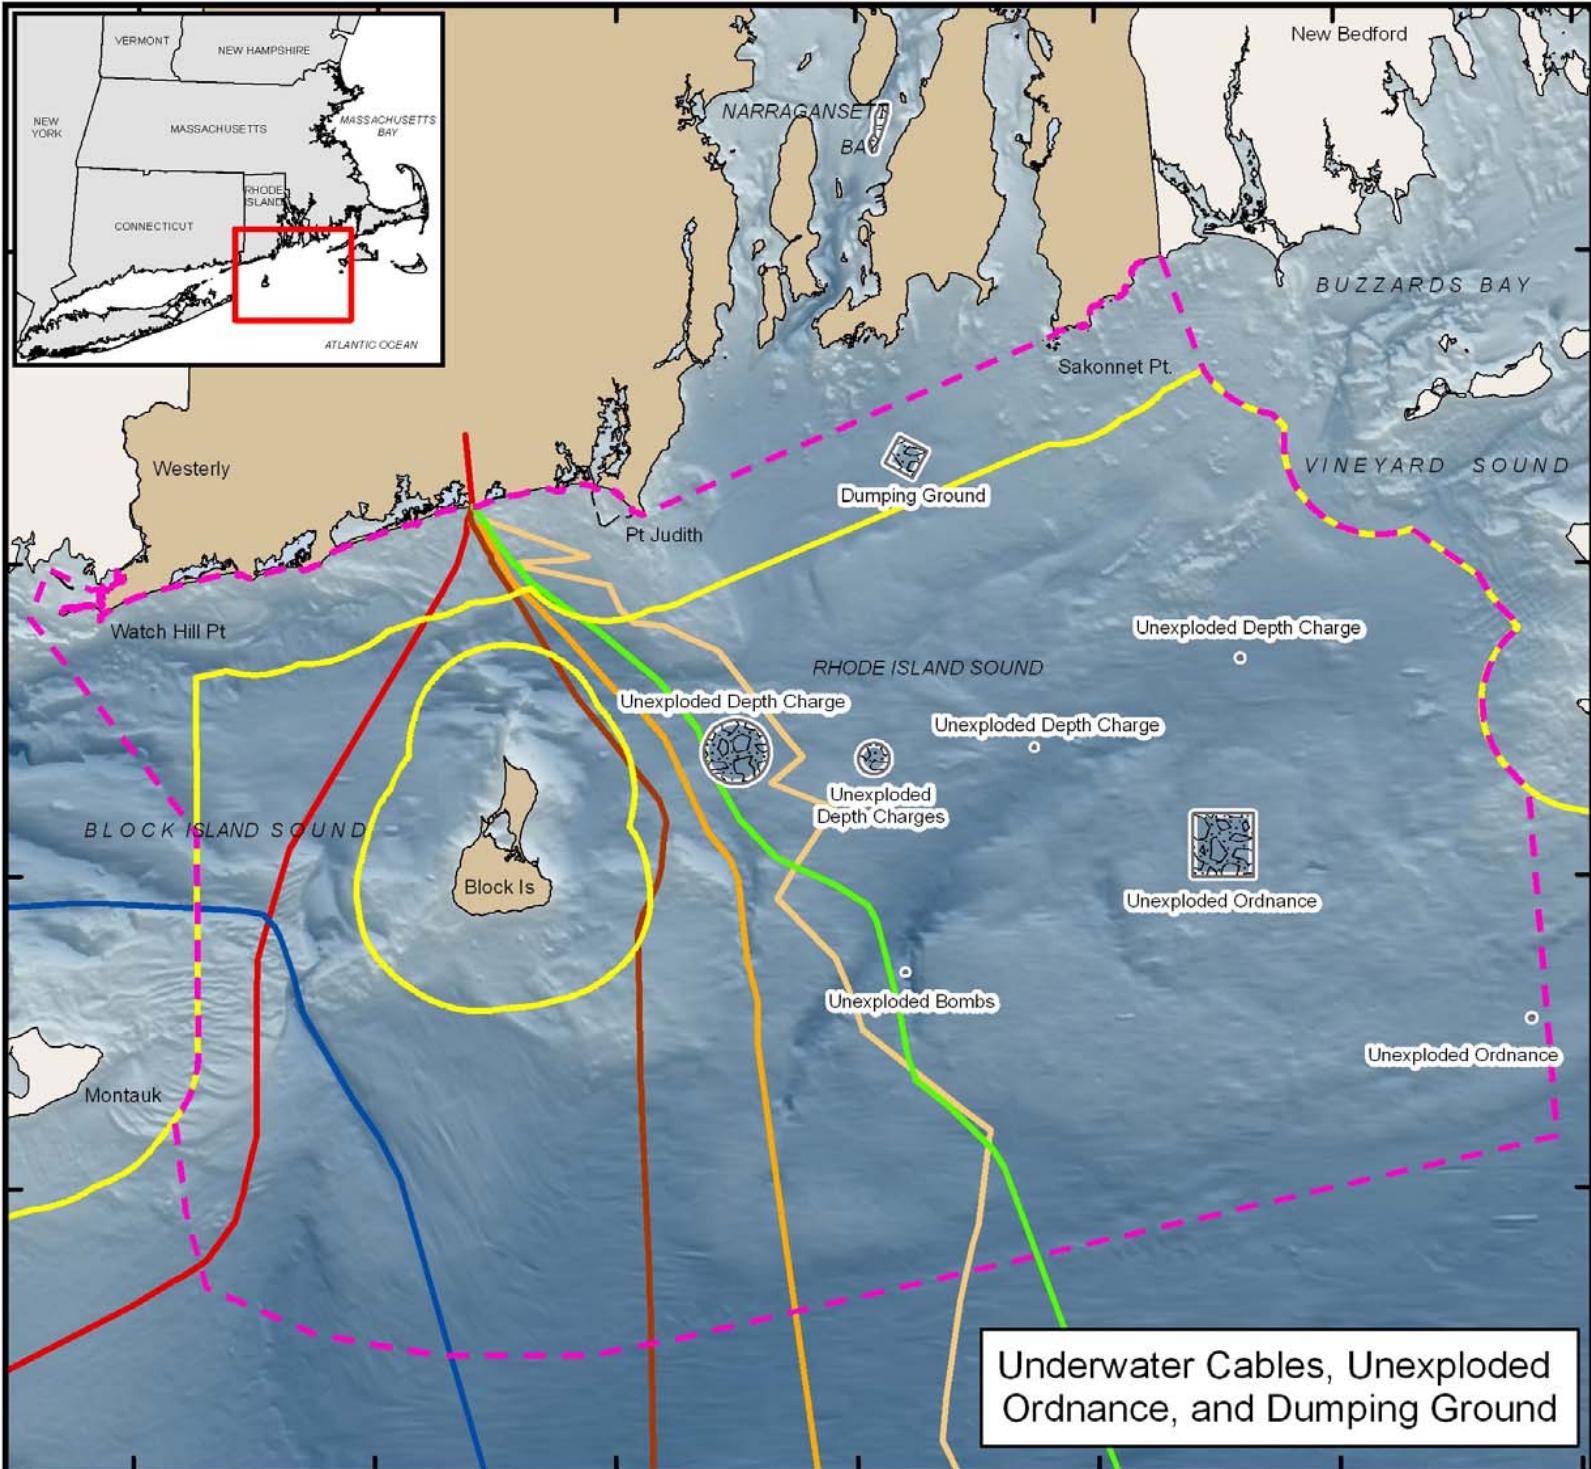 VERMONT
NEW HAMPSHIRE
NEW
YORK
MASSACHUSETTS
MASSACHUSETTS
BAY
RHODE
ISLAND
CONNECTICUT
ATLANTIC OCEAN
New Bedford
NARRAGANSETT
BAY
BUZZARDS BAY
Sakonnet Pt.
Westerly
VINEYARD SOUND
Dumping Ground
Pt Judith
Watch Hill Pt
Unexploded Depth Charge
RHODE ISLAND SOUND
Unexploded Depth Charge
Unexploded Depth Charge
Unexploded
Depth Charges
BLOCK ISLAND SOUND
Block Is
Unexploded Ordnance
Unexploded Bombs
Unexploded Ordnance
Montauk
Underwater Cables, Unexploded
Ordnance, and Dumping Ground